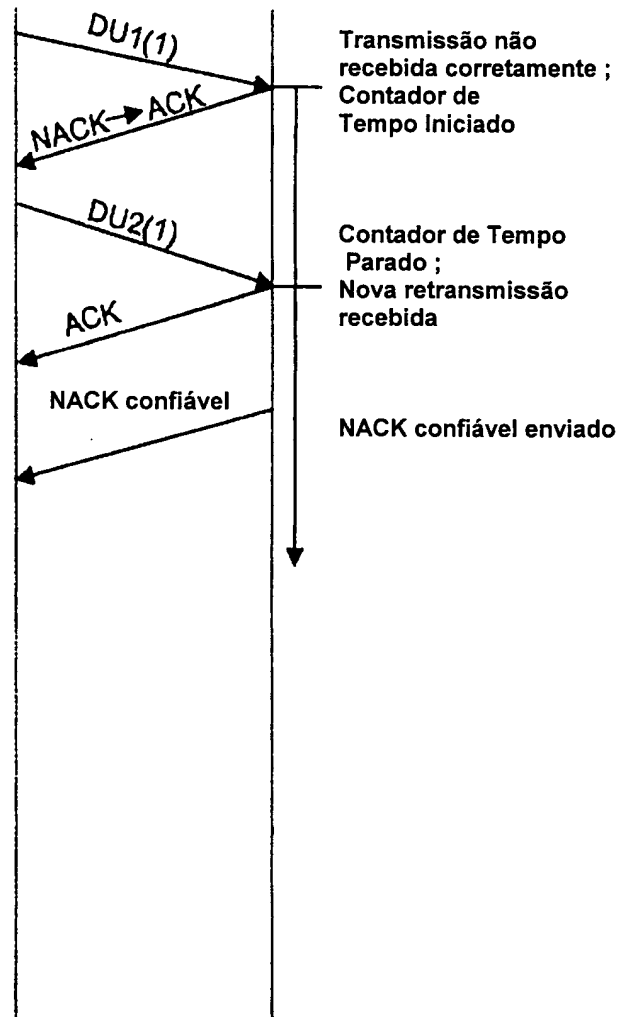 DU1(1)
Transmissão não
recebida corretamente ;
Contador de
Tempo Iniciado
NACK→ACK
DU2(1)
Contador de Tempo
Parado ;
Nova retransmissão
recebida
ACK
NACK confiável
NACK confiável enviado